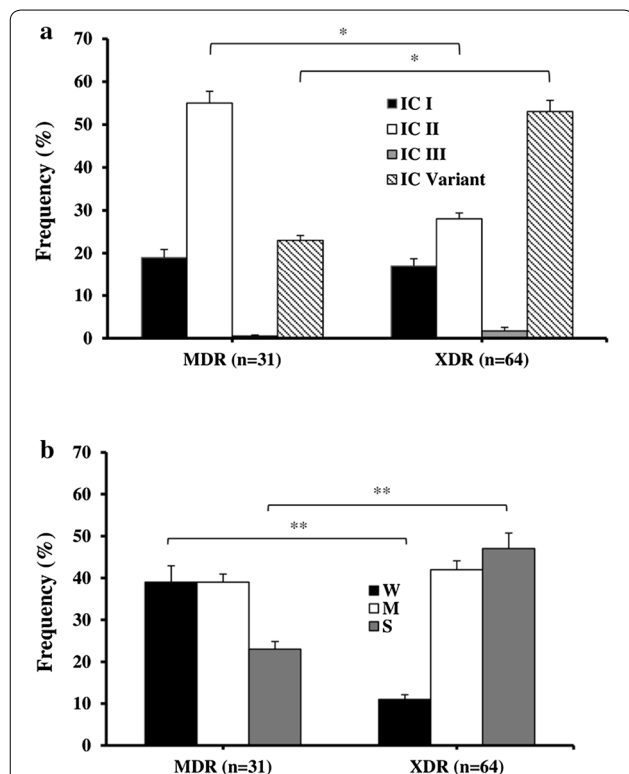 a
*
*
70
60
50
40
30
20
10
0
Frequency (%)
IC I
IC II
IC III
IC Variant
MDR (n=31) XDR (n=64)
b
**
**
70
60
50
40
30
20
10
0
Frequency (%)
W
M
S
MDR (n=31) XDR (n=64)